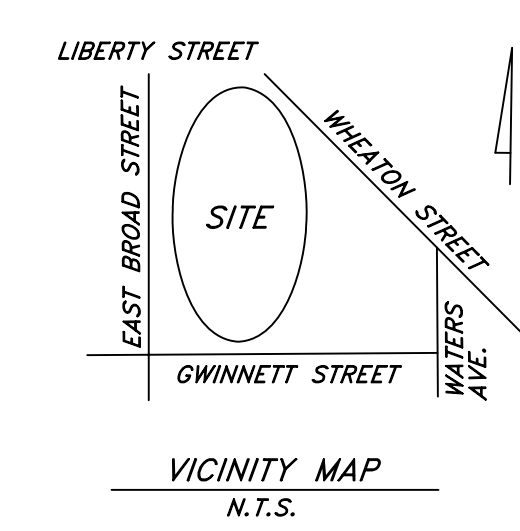 LIBERTY STREET
EAST BROAD STREET
WHEATON STREET
SITE
WATERS
AVE.
GWINNETT STREET
VICINITY MAP
N.T.S.